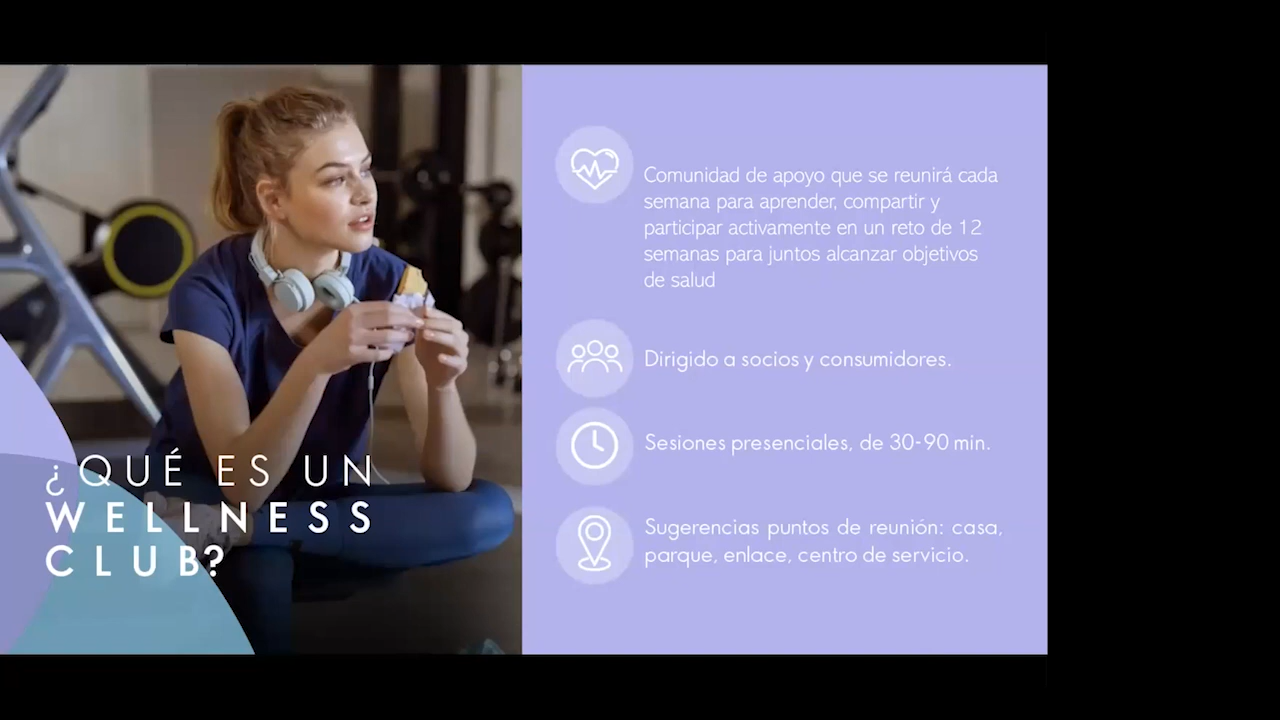 ¿QUÉ ES UN
WELLNESS
CLUB?
Comunidad de apoyo que se reunirá cada
semana para aprender, compartir y
participar activamente en un reto de 12
semanas para juntos alcanzar objetivos
de salud
Dirigido a socios y consumidores.
Sesiones presenciales, de 30-90 min.
Sugerencias puntos de reunión: casa,
parque, enlace, centro de servicio.